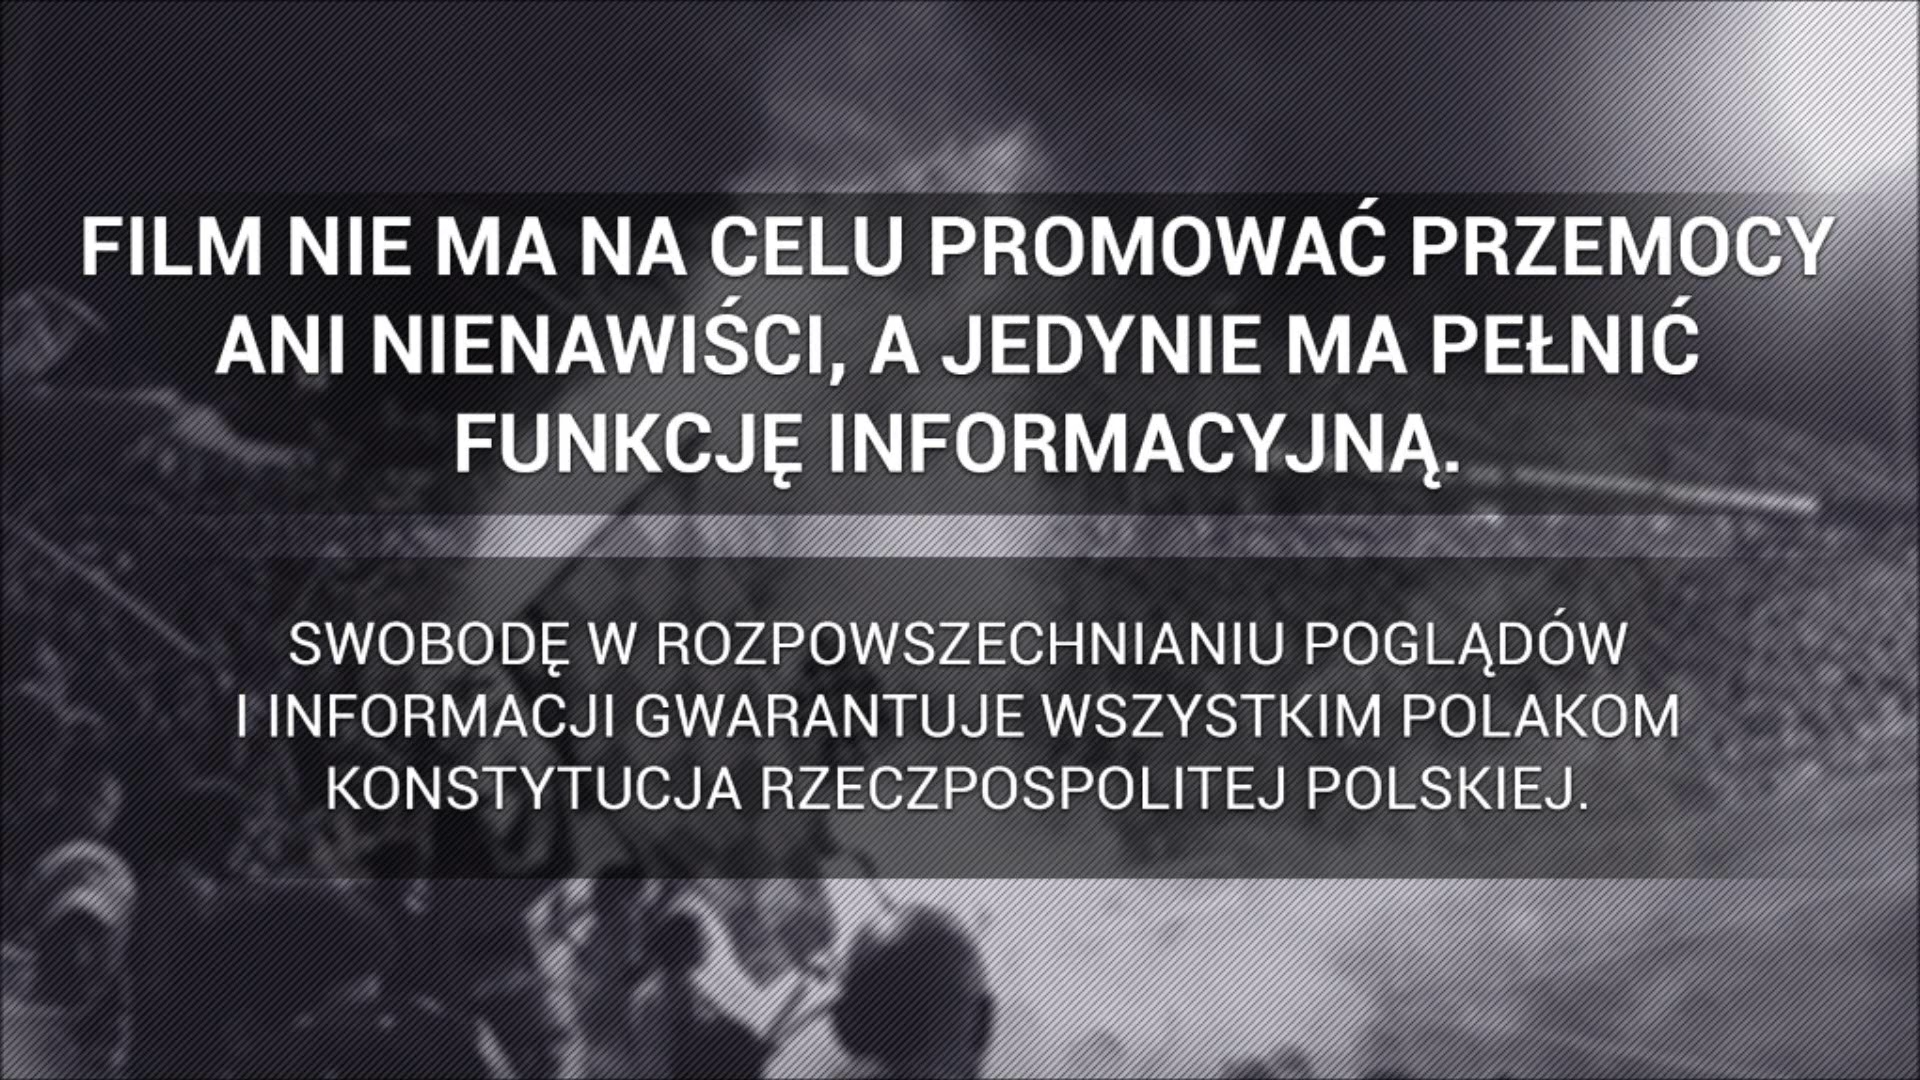 FILM NIE MA NA CELU PROMOWAĆ PRZEMOCY
ANI NIENAWIŚCI, A JEDYNIE MA PEŁNIĆ
FUNKCJĘ INFORMACYJNĄ.
SWOBODĘ W ROZPOWSZECHNIANIU POGLĄDÓW
I INFORMACJI GWARANTUJE WSZYSTKIM POLAKOM
KONSTYTUCJA RZECZPOSPOLITEJ POLSKIEJ.